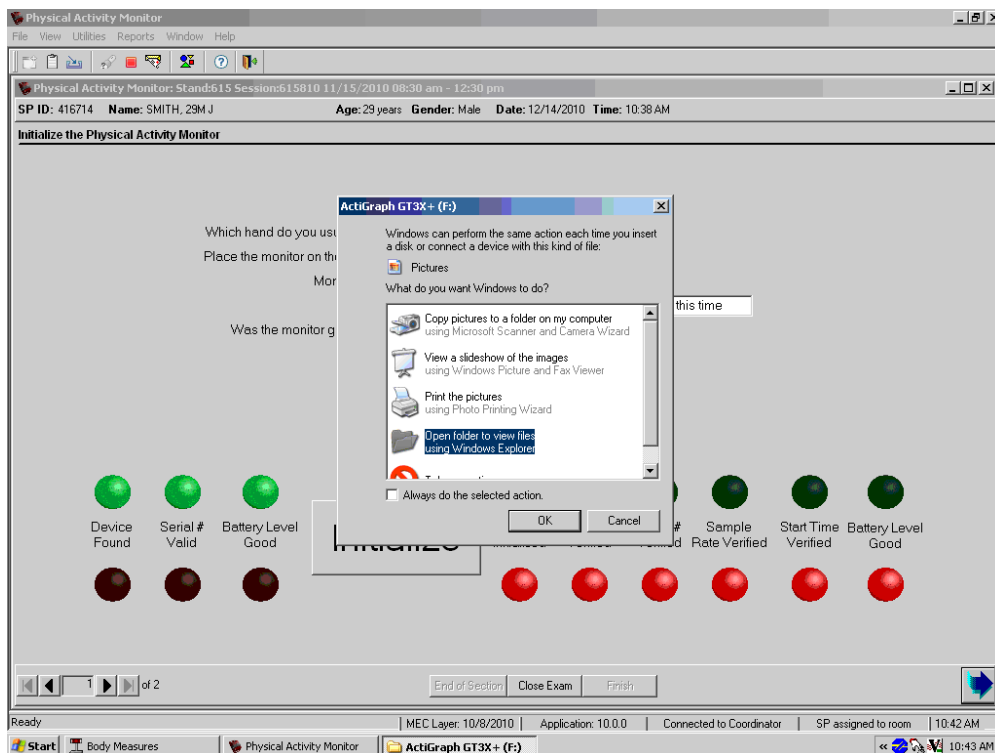 Physical Activity Monitor
File View Utilities Reports Window Help
Physical Activity Monitor: Stand:615 Session:615810 11/15/2010 08:30 am - 12:30 pm
SP ID: 416714 Name: SMITH, 29M J Age: 29 years Gender: Male Date: 12/14/2010 Time: 10:38 AM
Initialize the Physical Activity Monitor
ActiGraph GT3X+ (F:)
Windows can perform the same action each time you insert
a disk or connect a device with this kind of file:
Pictures
What do you want Windows to do?
Copy pictures to a folder on my computer
using Microsoft Scanner and Camera Wizard
View a slideshow of the images
using Windows Picture and Fax Viewer
Print the pictures
using Photo Printing Wizard
Open folder to view files
using Windows Explorer
Always do the selected action.
OK Cancel
Which hand do you
Place the monitor on
this time
Was the monitor
Device Found
Serial # Valid
Battery Level Good
Initialize
# Sample Rate Verified
Start Time Verified
Battery Level Good
1 of 2
End of Section Close Exam Finish
Ready MEC Layer: 10/8/2010 Application: 10.0.0 Connected to Coordinator SP assigned to room 10:42 AM
Start Body Measures Physical Activity Monitor ActiGraph GT3X+ (F:) « 10:43 AM